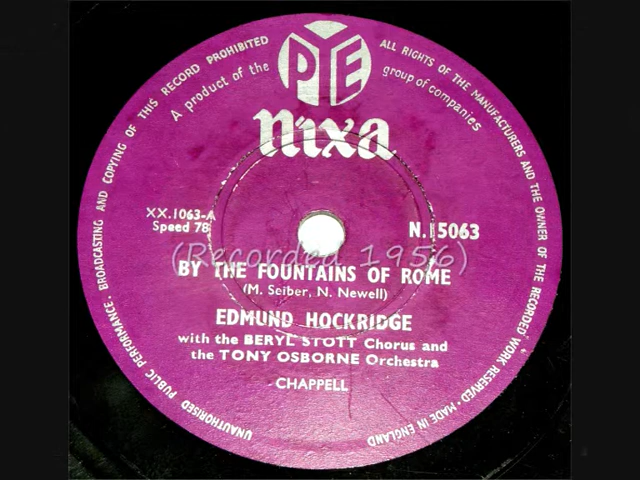 PYE
A product of the group of companies
nixa
ALL RIGHTS OF THE MANUFACTURERS AND THE OWNER OF THE RECORDED WORK RESERVED · MADE IN ENGLAND
UNAUTHORISED PUBLIC PERFORMANCE · BROADCASTING AND COPYING OF THIS RECORD PROHIBITED
XX.1063-A
Speed 78
N.15063
(Recorded 1956)
BY THE FOUNTAINS OF ROME
(M. Seiber, N. Newell)
EDMUND HOCKRIDGE
with the BERYL STOTT Chorus and
the TONY OSBORNE Orchestra
CHAPPELL